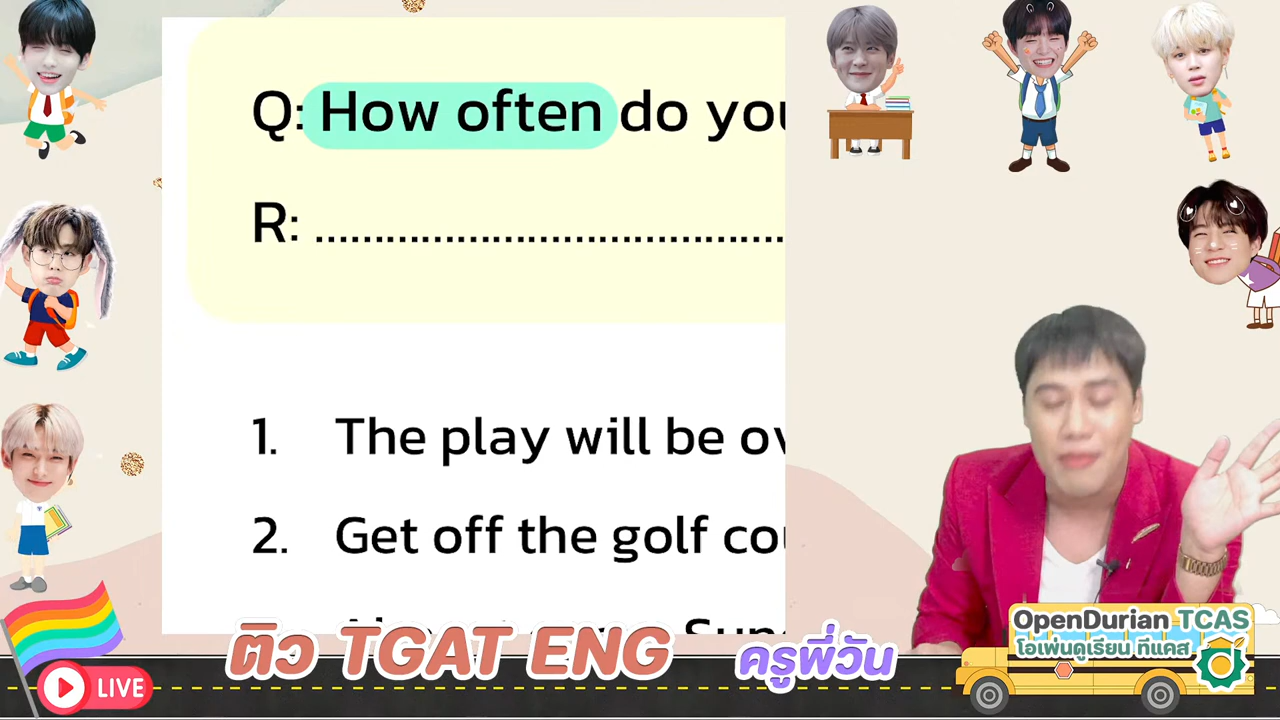 Q: How often do you
R: ........................................
1. The play will be
2. Get off the golf
ติว TGAT ENG
ครูพี่วัน
OpenDurian TCAS
โอเพ่นดูเรียน ทีแคส
LIVE